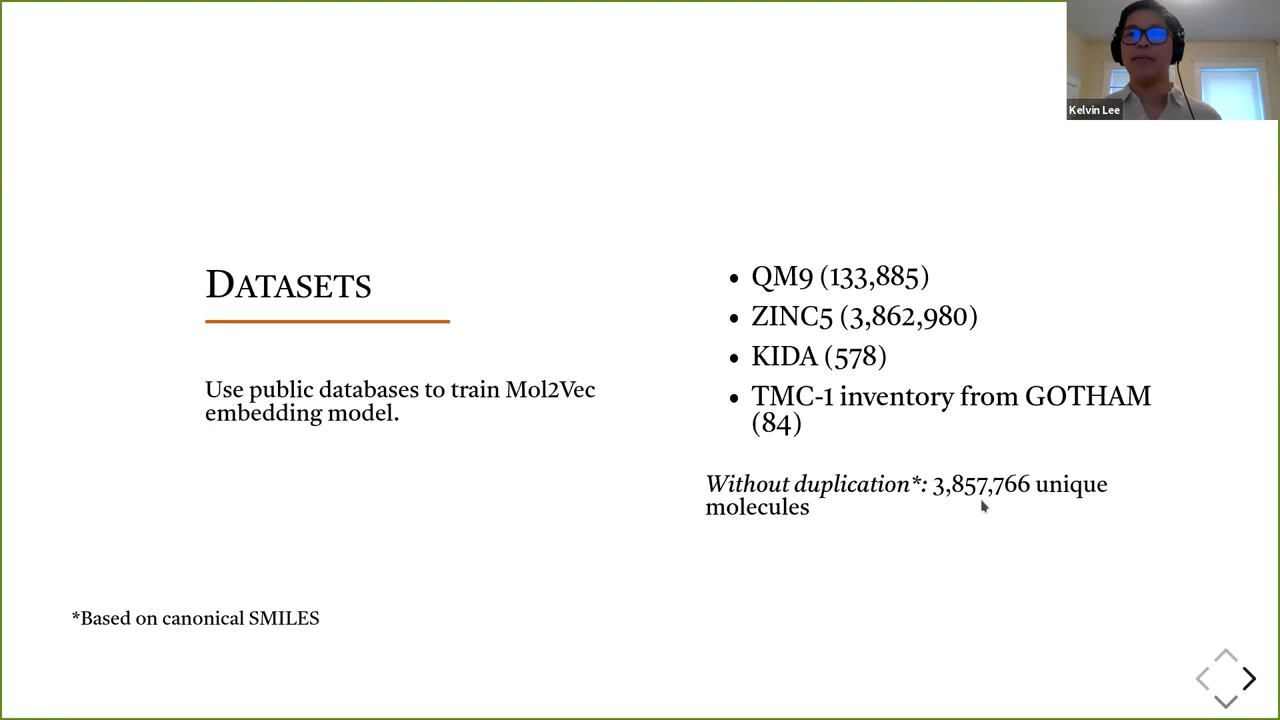 Kelvin Lee
DATASETS
Use public databases to train Mol2Vec
embedding model.
• QM9 (133,885)
• ZINC5 (3,862,980)
• KIDA (578)
• TMC-1 inventory from GOTHAM
(84)
Without duplication*: 3,857,766 unique
molecules
*Based on canonical SMILES